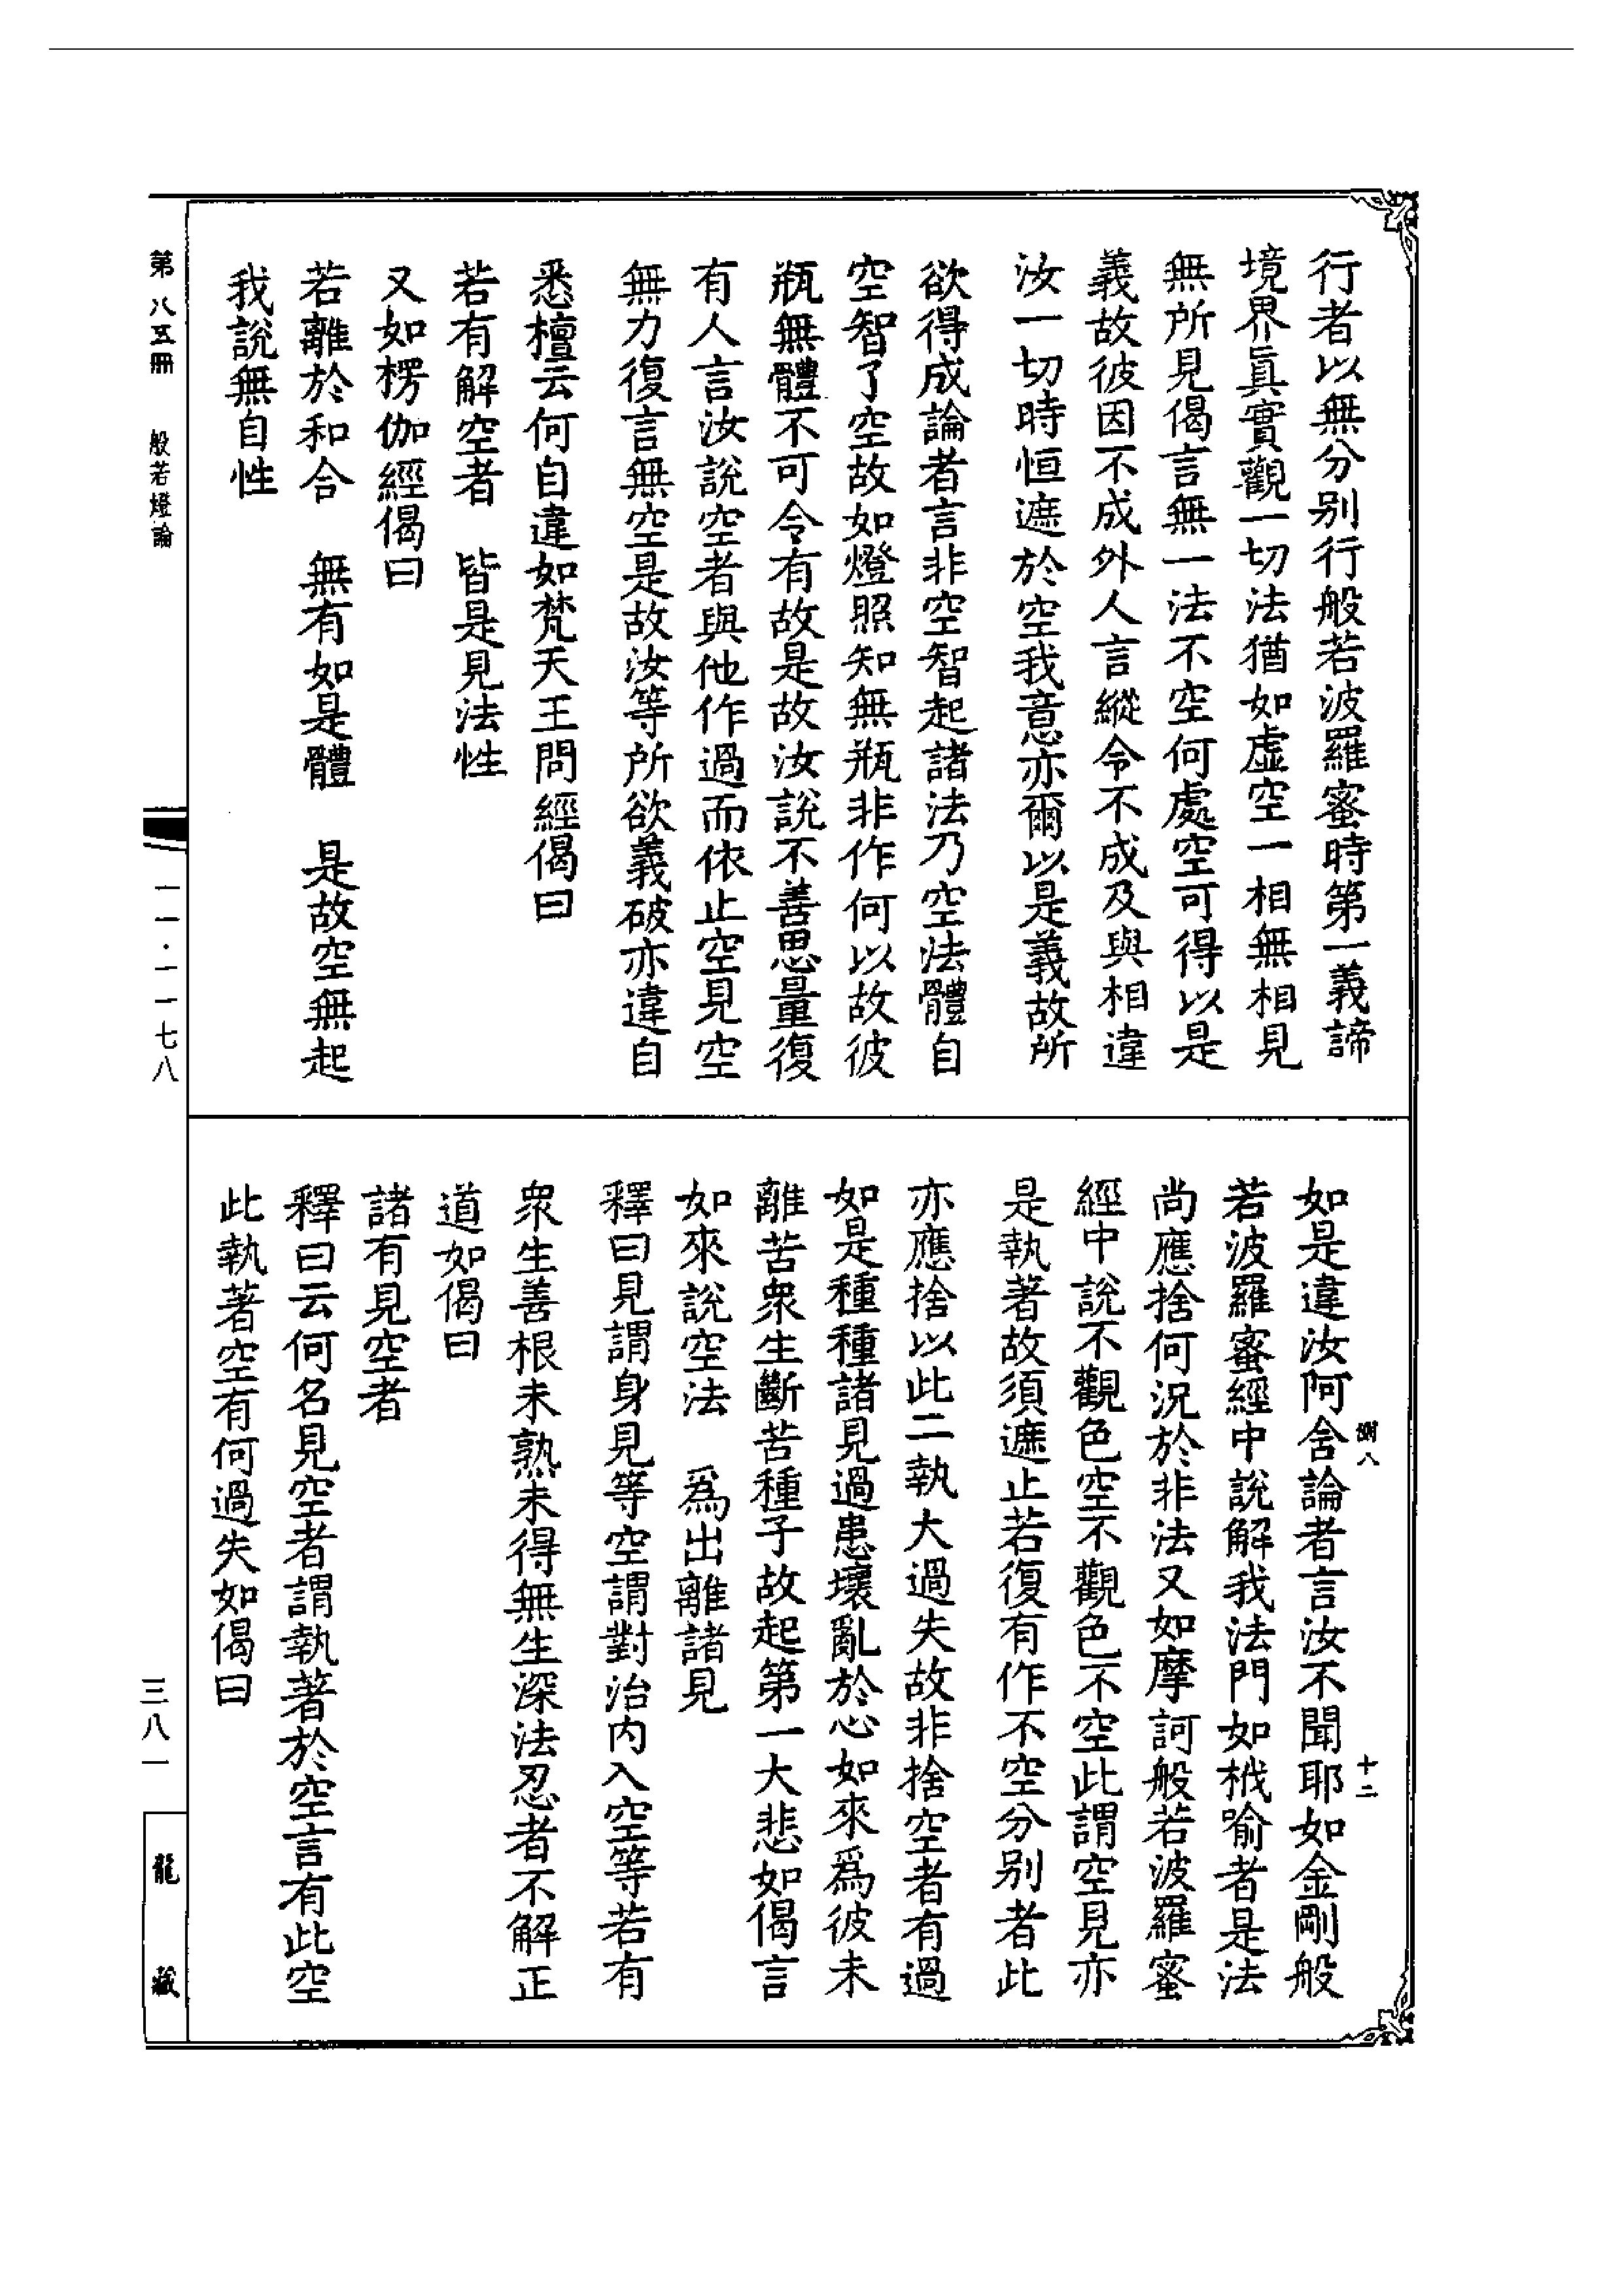 行者以無分别行般若波羅蜜時第一義諦
境界眞實觀一切法猶如虛空一相無相見
無所見偈言無一法不空何處空可得以是
義故彼因不成外人言縱令不成及與相違
汝一切時恒遮於空我意亦爾以是義故所
欲得成論者言非空智起諸法乃空法體自
空智了空故如燈照知無瓶非作何以故彼
瓶無體不可令有故是故汝說不善思量復
有人言汝說空者與他作過而依止空見空
無力復言無空是故汝等所欲義破亦違自
悉檀云何自違如梵天王問經偈曰
若有解空者　皆是見法性
又如楞伽經偈曰
若離於和合　無有如是體　是故空無起
我說無自性
如是違汝阿含論者言汝不聞耶如金剛般
若波羅蜜經中說解我法門如栰喻者是法
尚應捨何況於非法又如摩訶般若波羅蜜
經中說不觀色空不觀色不空此謂空見亦
是執著故須遮止若復有作不空分别者此
亦應捨以此二執大過失故非捨空者有過
如是種種諸見過患壞亂於心如來爲彼未
離苦衆生斷苦種子故起第一大悲如偈言
如來說空法　爲出離諸見
釋曰見謂身見等空謂對治内入空等若有
衆生善根未熟未得無生深法忍者不解正
道如偈曰
諸有見空者
釋曰云何名見空者謂執著於空言有此空
此執著空有何過失如偈曰
十二
第八五冊　般若燈論
一一·一一七八
三八一
龍藏